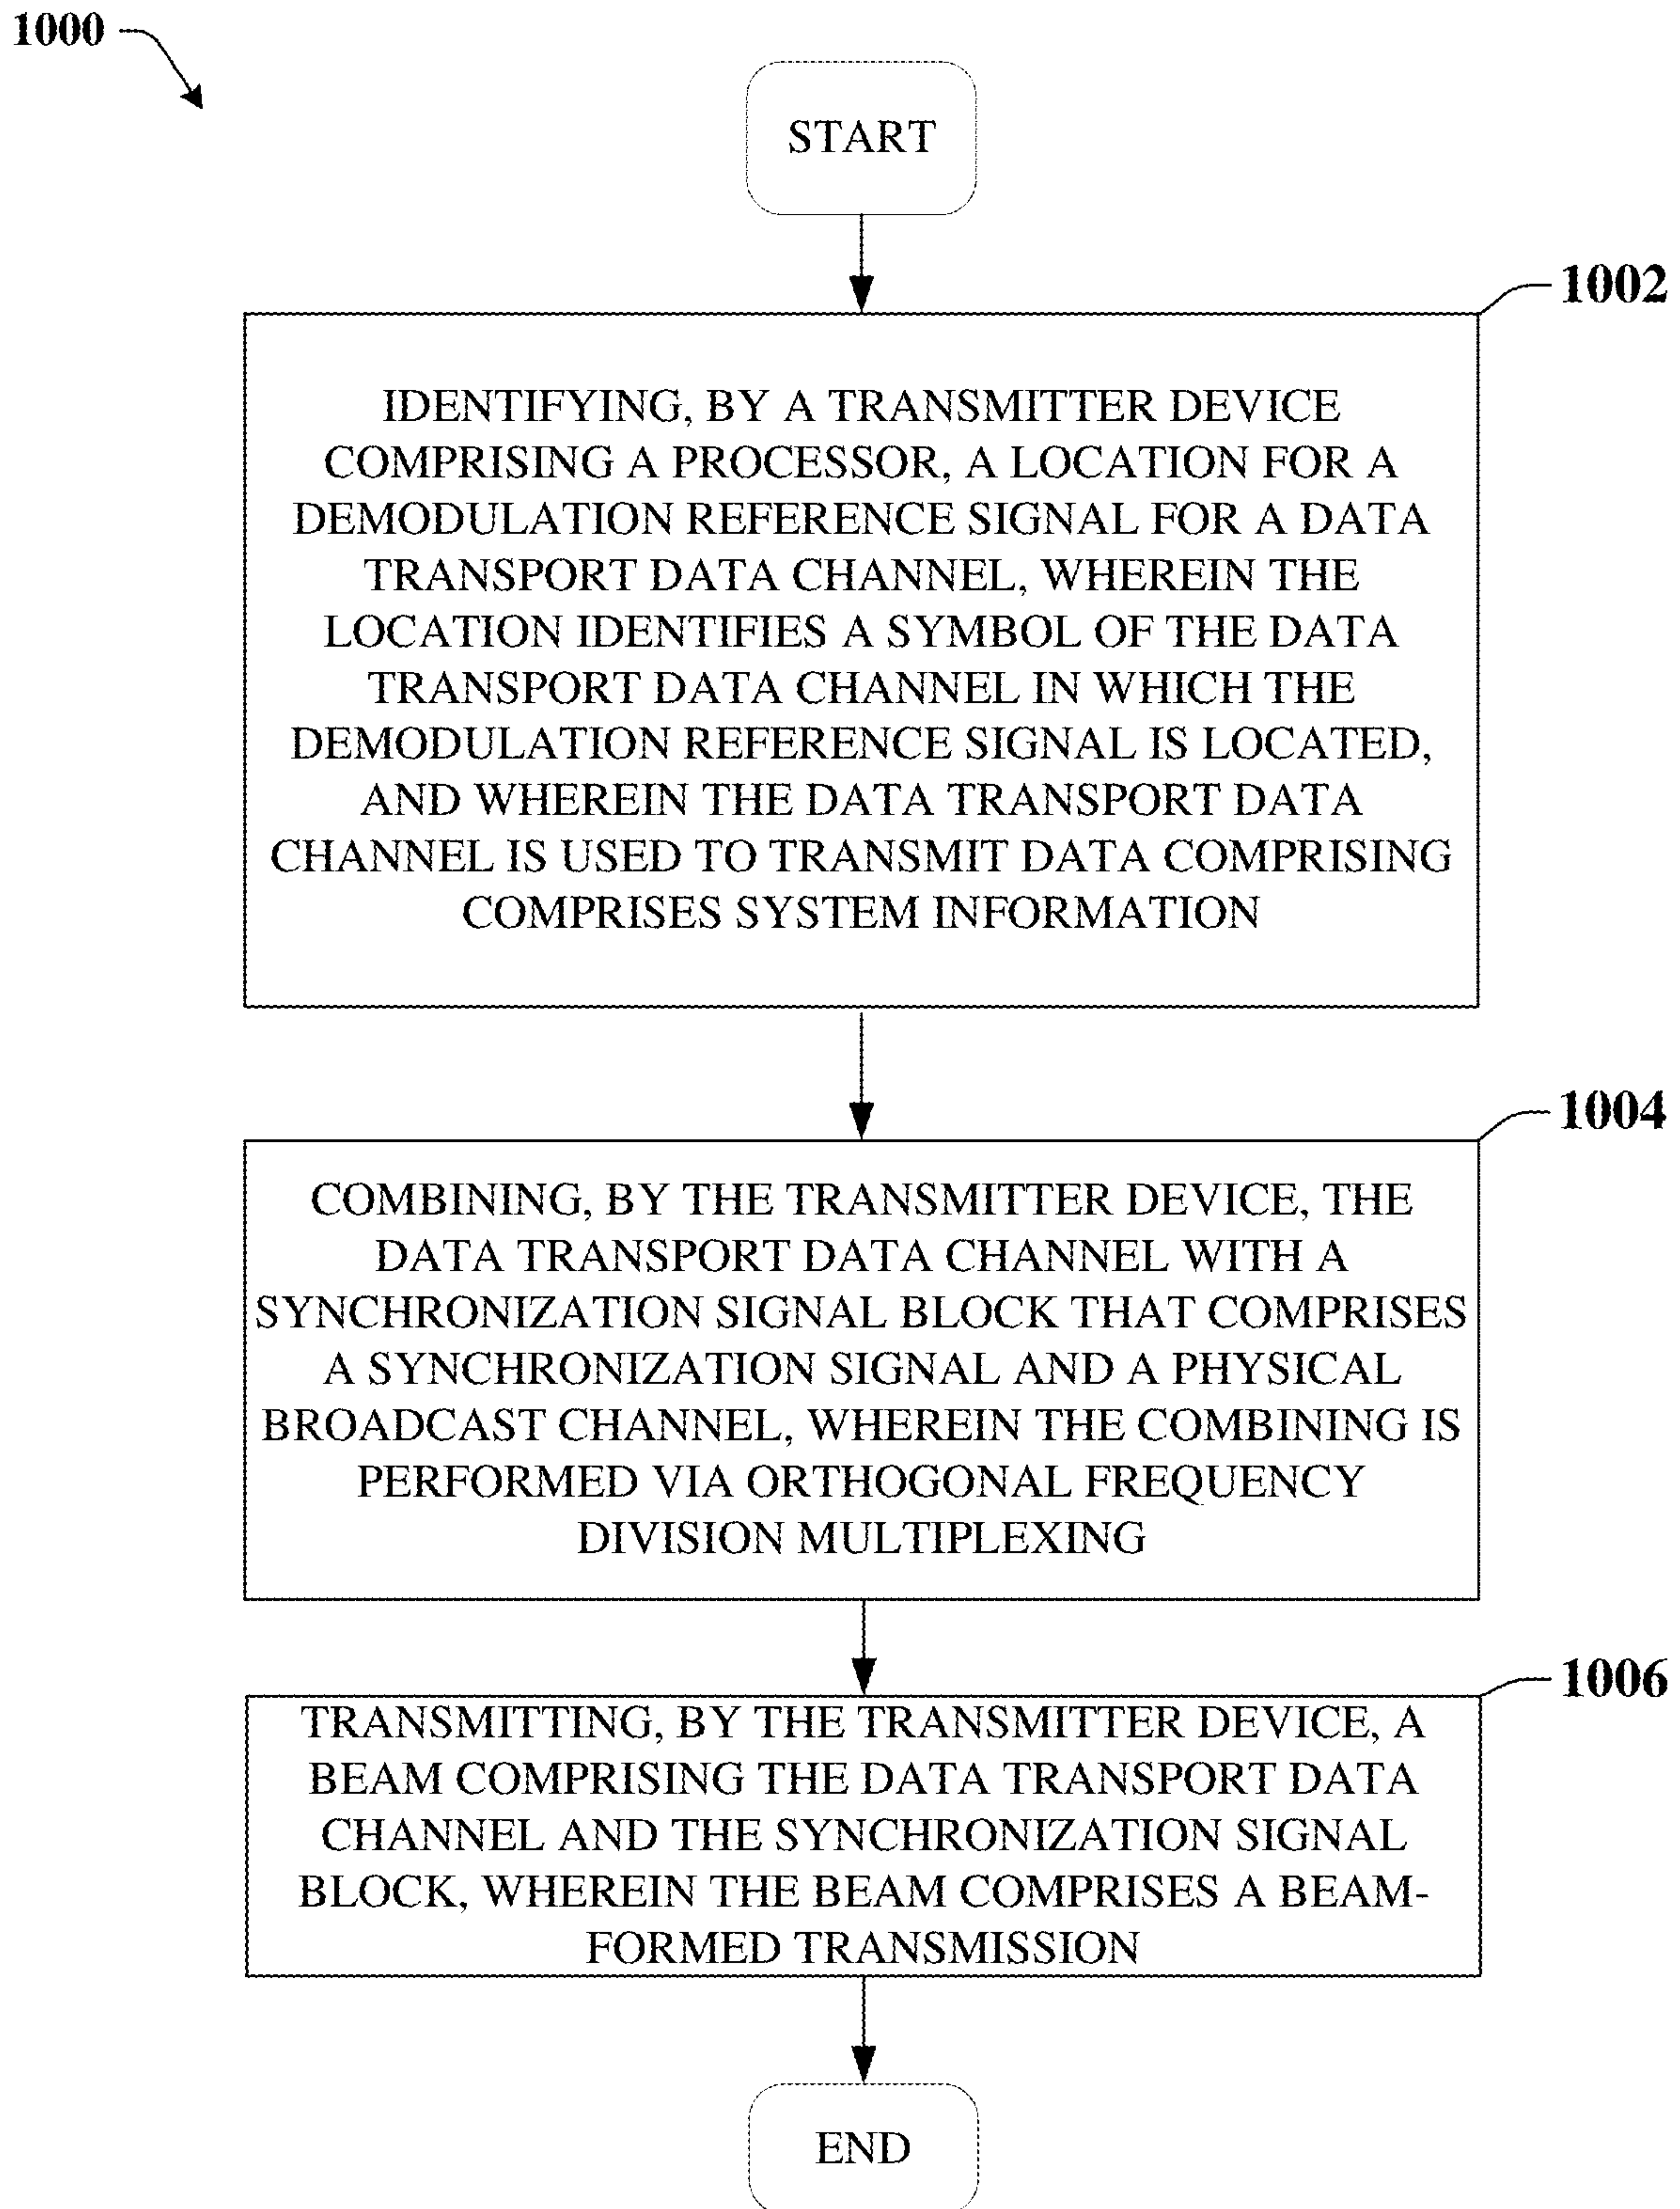 1000
START
1002
IDENTIFYING, BY A TRANSMITTER DEVICE
COMPRISING A PROCESSOR, A LOCATION FOR A
DEMODULATION REFERENCE SIGNAL FOR A DATA
TRANSPORT DATA CHANNEL, WHEREIN THE
LOCATION IDENTIFIES A SYMBOL OF THE DATA
TRANSPORT DATA CHANNEL IN WHICH THE
DEMODULATION REFERENCE SIGNAL IS LOCATED,
AND WHEREIN THE DATA TRANSPORT DATA
CHANNEL IS USED TO TRANSMIT DATA COMPRISING
COMPRISES SYSTEM INFORMATION
1004
COMBINING, BY THE TRANSMITTER DEVICE, THE
DATA TRANSPORT DATA CHANNEL WITH A
SYNCHRONIZATION SIGNAL BLOCK THAT COMPRISES
A SYNCHRONIZATION SIGNAL AND A PHYSICAL
BROADCAST CHANNEL, WHEREIN THE COMBINING IS
PERFORMED VIA ORTHOGONAL FREQUENCY
DIVISION MULTIPLEXING
1006
TRANSMITTING, BY THE TRANSMITTER DEVICE, A
BEAM COMPRISING THE DATA TRANSPORT DATA
CHANNEL AND THE SYNCHRONIZATION SIGNAL
BLOCK, WHEREIN THE BEAM COMPRISES A BEAM-
FORMED TRANSMISSION
END